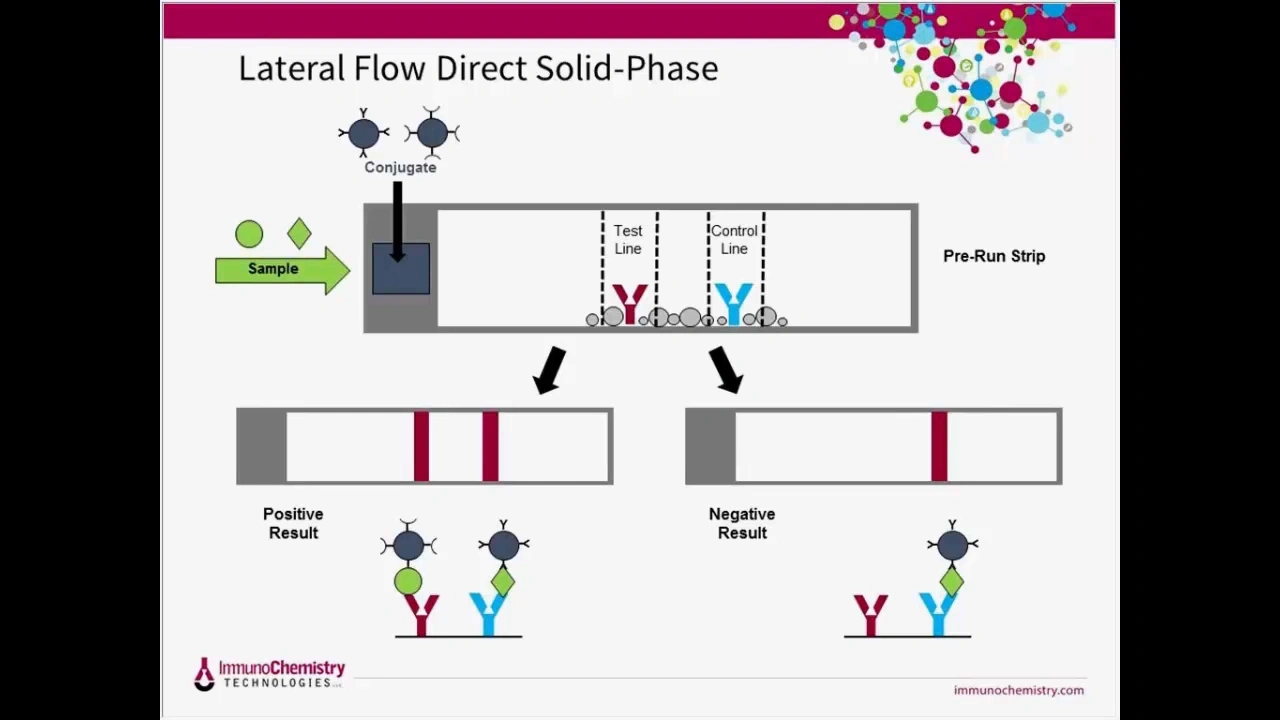 Lateral Flow Direct Solid-Phase
Conjugate
Sample
Test
Line
Control
Line
Pre-Run Strip
Positive
Result
Negative
Result
ImmunoChemistry
TECHNOLOGIES
immunochemistry.com